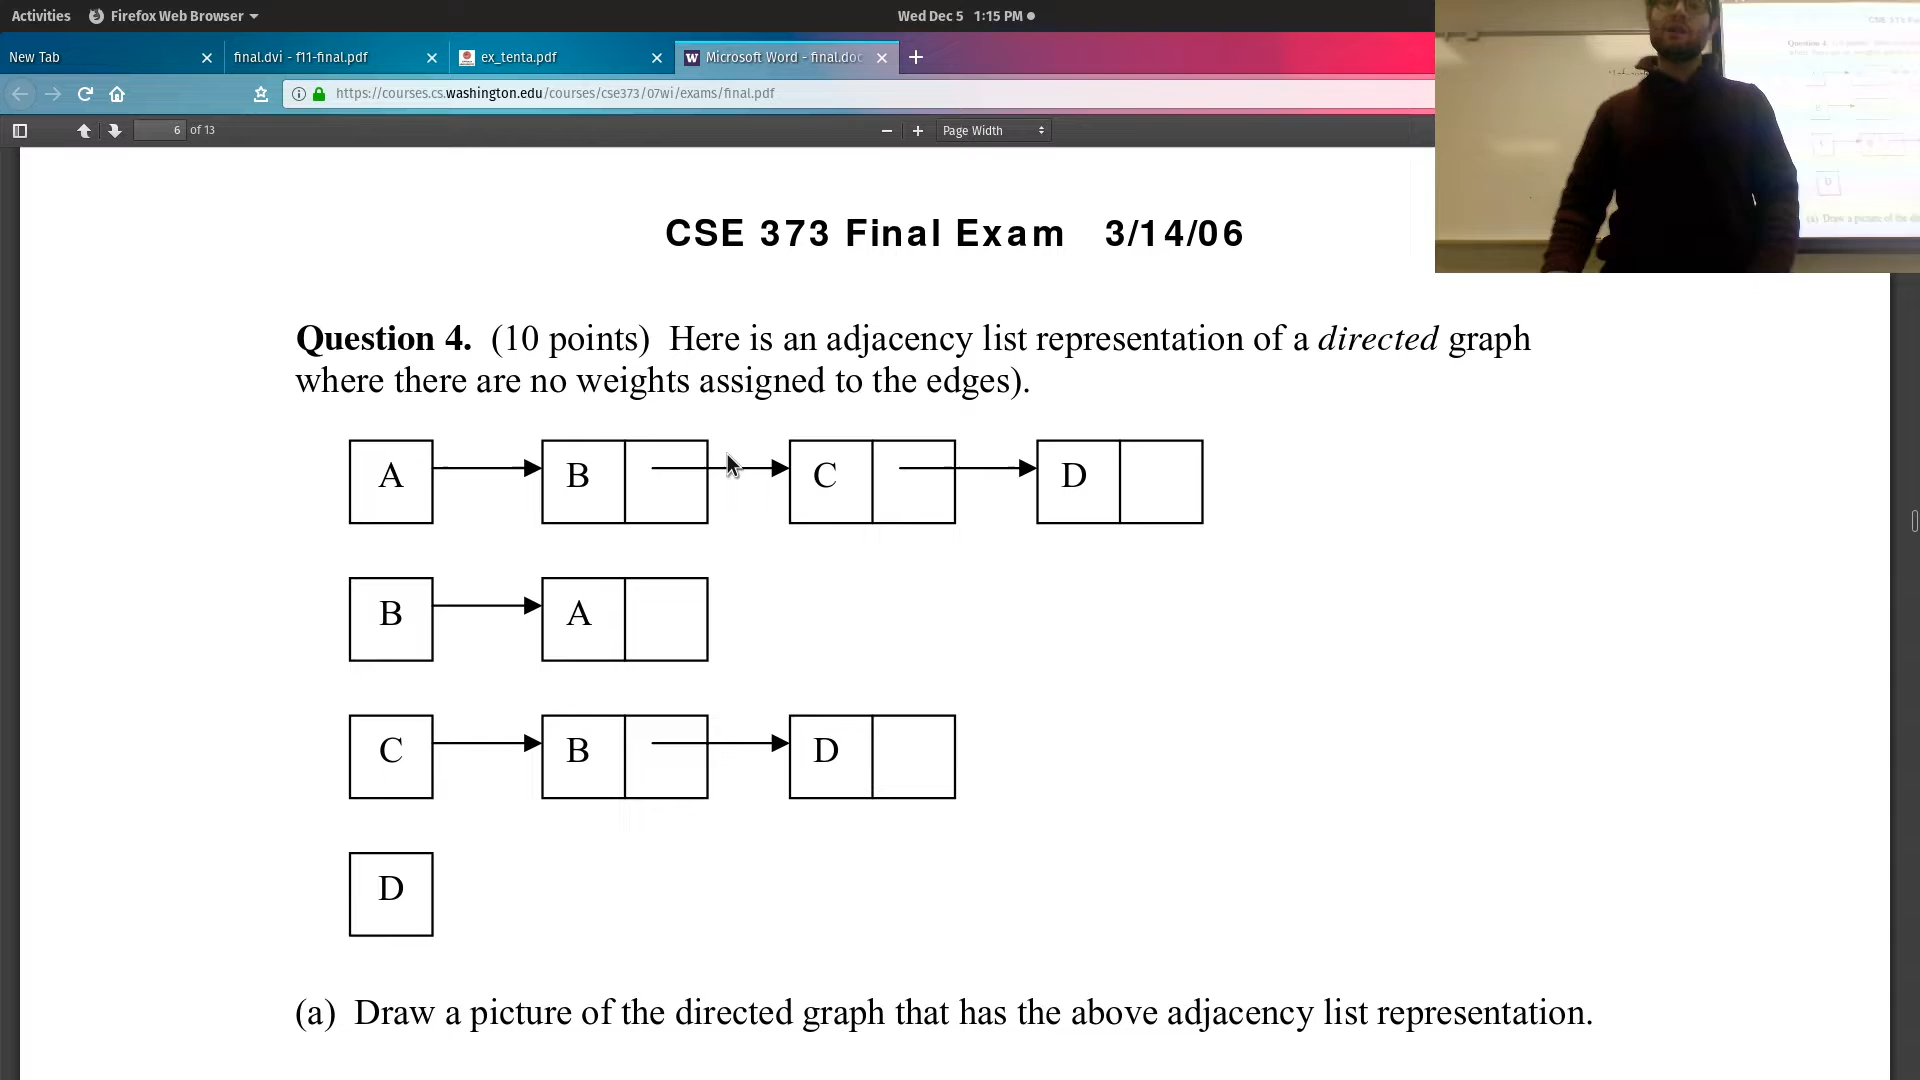 Activities Firefox Web Browser Wed Dec 5 1:15 PM
New Tab final.dvi - f11-final.pdf ex_tenta.pdf W Microsoft Word - final.doc
https://courses.cs.washington.edu/courses/cse373/07wi/exams/final.pdf
6 of 13 Page Width
CSE 373 Final Exam 3/14/06
Question 4. (10 points) Here is an adjacency list representation of a directed graph
where there are no weights assigned to the edges).
A B C D
B A
C B D
D
(a) Draw a picture of the directed graph that has the above adjacency list representation.